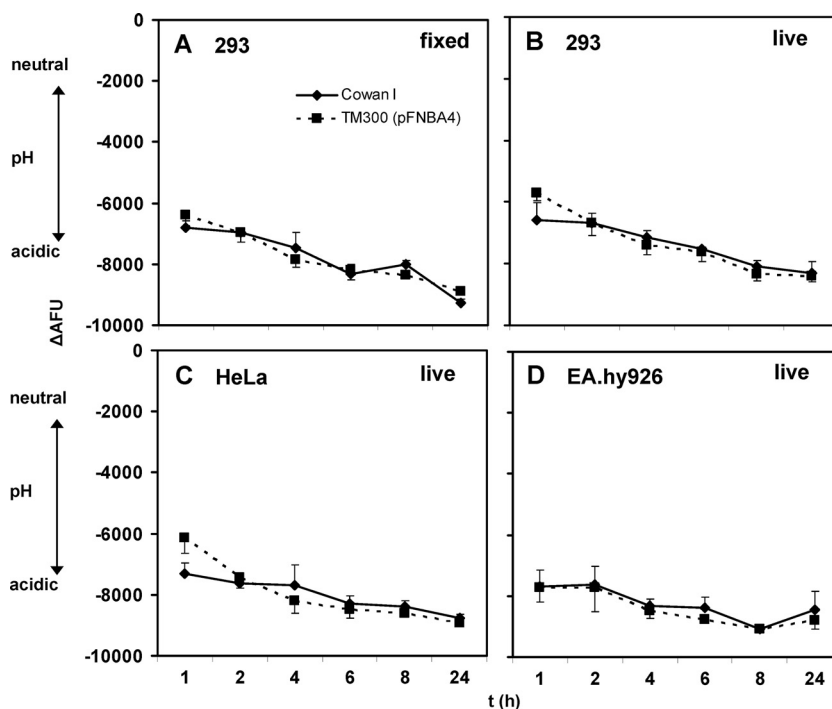 A 293 fixed
B 293 live
Cowan I
TM300 (pFNBA4)
0
-2000
-4000
-6000
-8000
-10000
neutral
pH
acidic
ΔAFU
C HeLa live
D EA.hy926 live
0
-2000
-4000
-6000
-8000
-10000
neutral
pH
acidic
1 2 4 6 8 24
1 2 4 6 8 24
t (h)